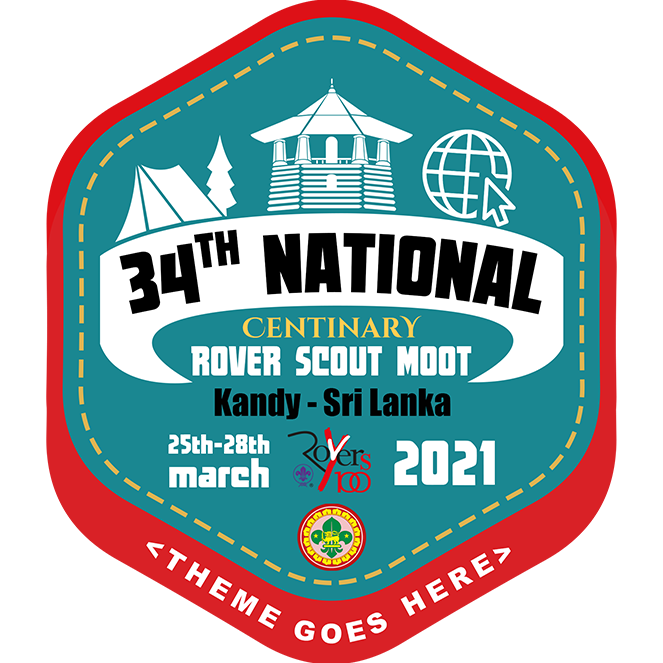 34TH NATIONAL
CENTINARY
ROVER SCOUT MOOT
Kandy - Sri Lanka
25th-28th
march
Rovers
100
2021
<THEME GOES HERE>